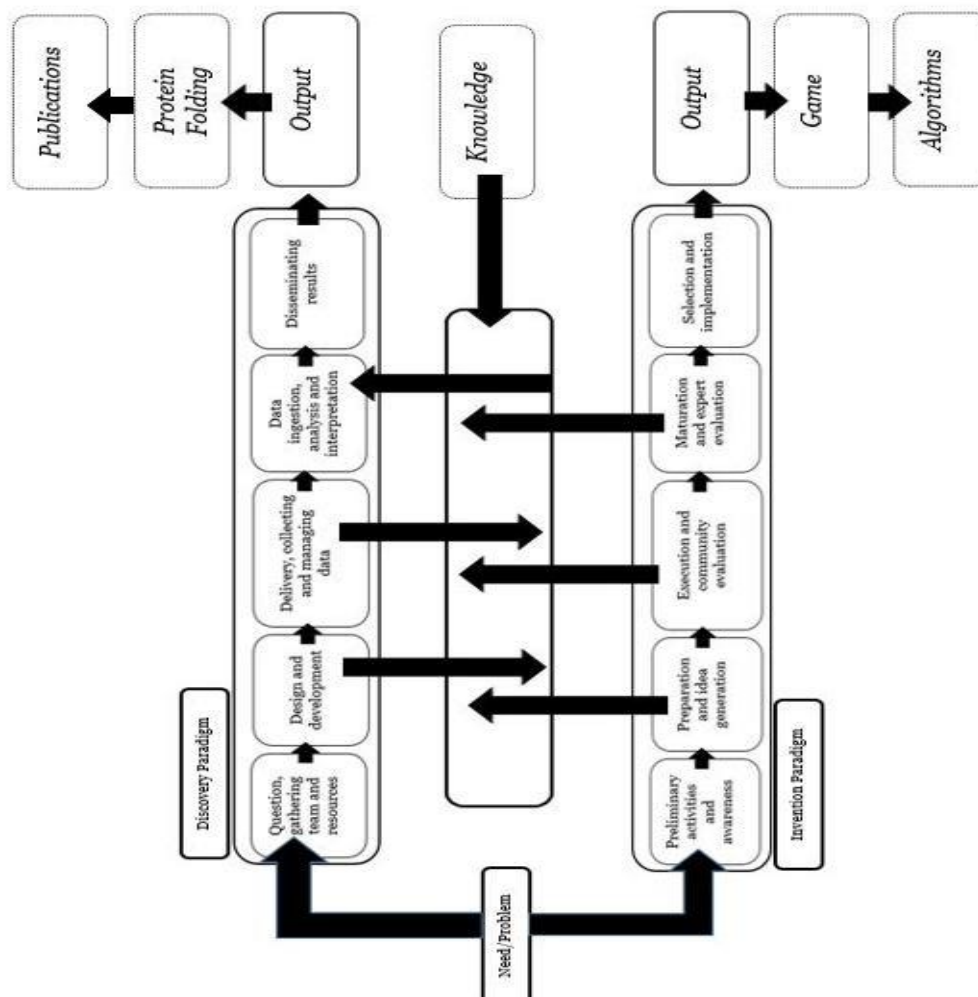 Need/Problem
Discovery Paradigm
Question,
gathering
team and
resources
Design and
development
Delivery, collecting
and managing
data
Data
ingestion,
analysis and
interpretation
Disseminating
results
Output
Protein
Folding
Publications
Knowledge
Preliminary
activities
and
awareness
Preparation
and idea
generation
Execution and
community
evaluation
Maturation
and expert
evaluation
Selection and
implementation
Output
Game
Algorithms
Invention Paradigm